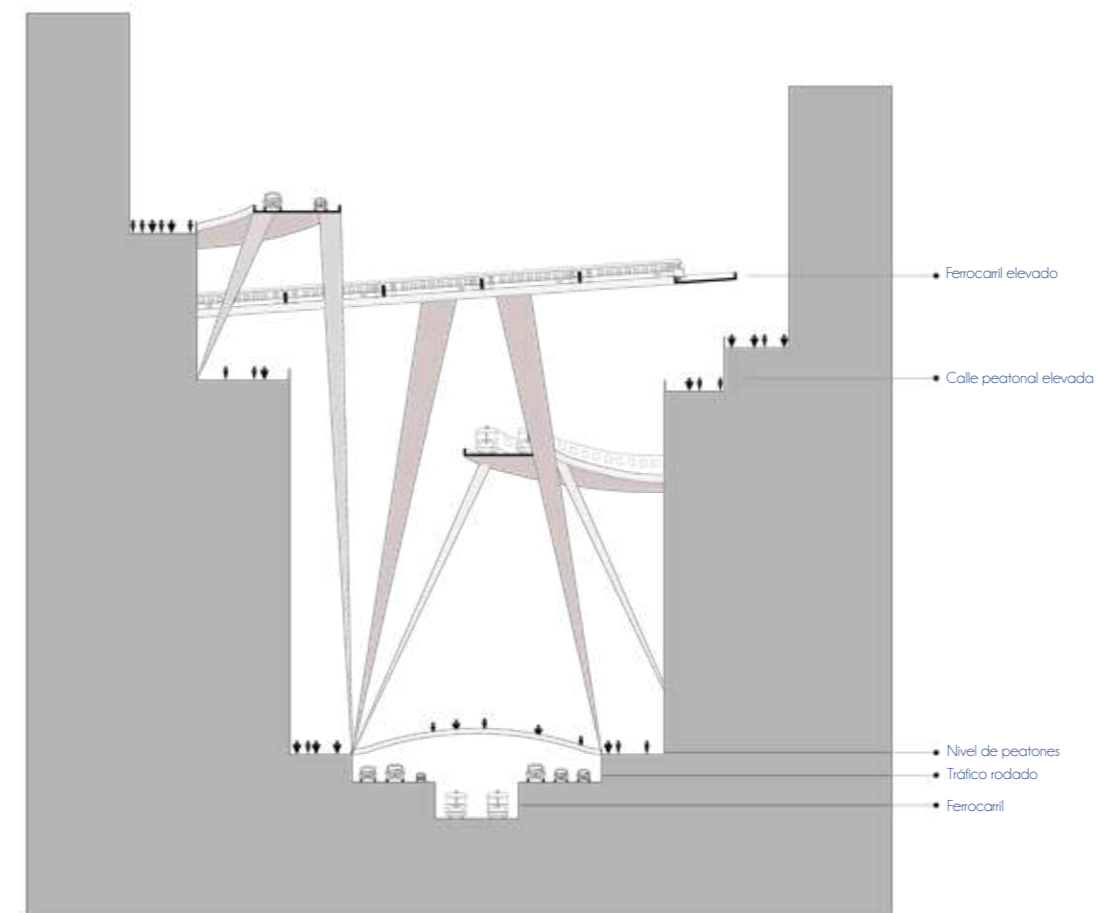 Ferrocarril elevado
Calle peatonal elevada
Nivel de peatones
Tráfico rodado
Ferrocarril